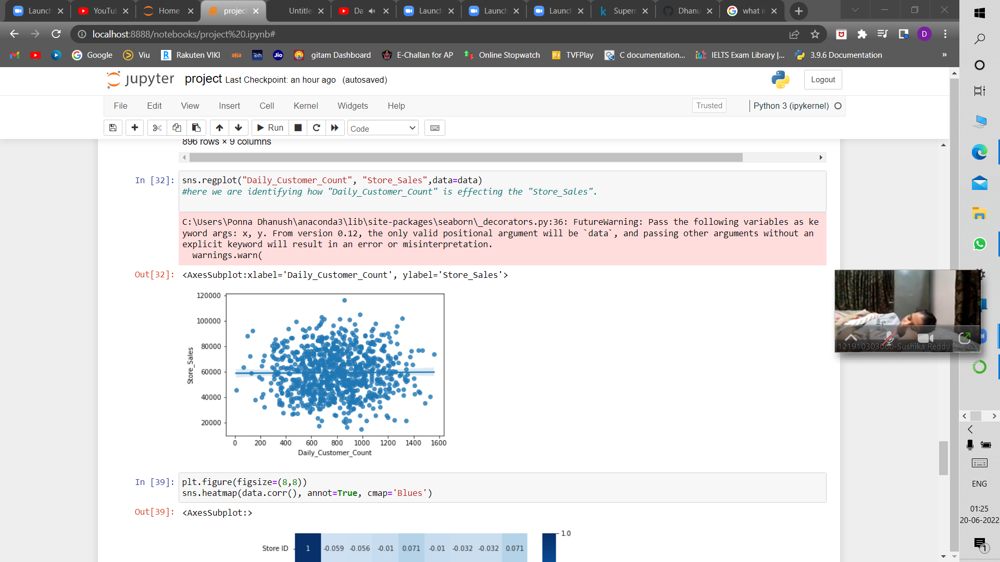 Launch
YouTu
Home
project
Untitle
Da
Launch
Launch
Launch
Superm
Dhanu
what is
localhost:8888/notebooks/project%20.ipynb#
D
Google
Viu
Rakuten VIKI
aha
Jio
gitam Dashboard
E-Challan for AP
Online Stopwatch
TVFPlay
C documentation...
IELTS Exam Library |...
3.9.6 Documentation
»
jupyter project Last Checkpoint: an hour ago (autosaved)
Logout
File Edit View Insert Cell Kernel Widgets Help
Trusted
Python 3 (ipykernel)
Run
Code
896 rows × 9 columns
In [32]: sns.regplot("Daily_Customer_Count", "Store_Sales",data=data)
#here we are identifying how "Daily_Customer_Count" is effecting the "Store_Sales".
C:\Users\Ponna Dhanush\anaconda3\lib\site-packages\seaborn\_decorators.py:36: FutureWarning: Pass the following variables as ke
yword args: x, y. From version 0.12, the only valid positional argument will be `data`, and passing other arguments without an
explicit keyword will result in an error or misinterpretation.
warnings.warn(
Out[32]: <AxesSubplot:xlabel='Daily_Customer_Count', ylabel='Store_Sales'>
120000
100000
80000
60000
40000
20000
Store_Sales
0 200 400 600 800 1000 1200 1400 1600
Daily_Customer_Count
121910303060-Sushika Reddy
In [39]: plt.figure(figsize=(8,8))
sns.heatmap(data.corr(), annot=True, cmap='Blues')
Out[39]: <AxesSubplot:>
Store ID 1 -0.059 -0.056 -0.01 0.071 -0.01 -0.032 -0.032 0.071
1.0
ENG
01:25
20-06-2022
1